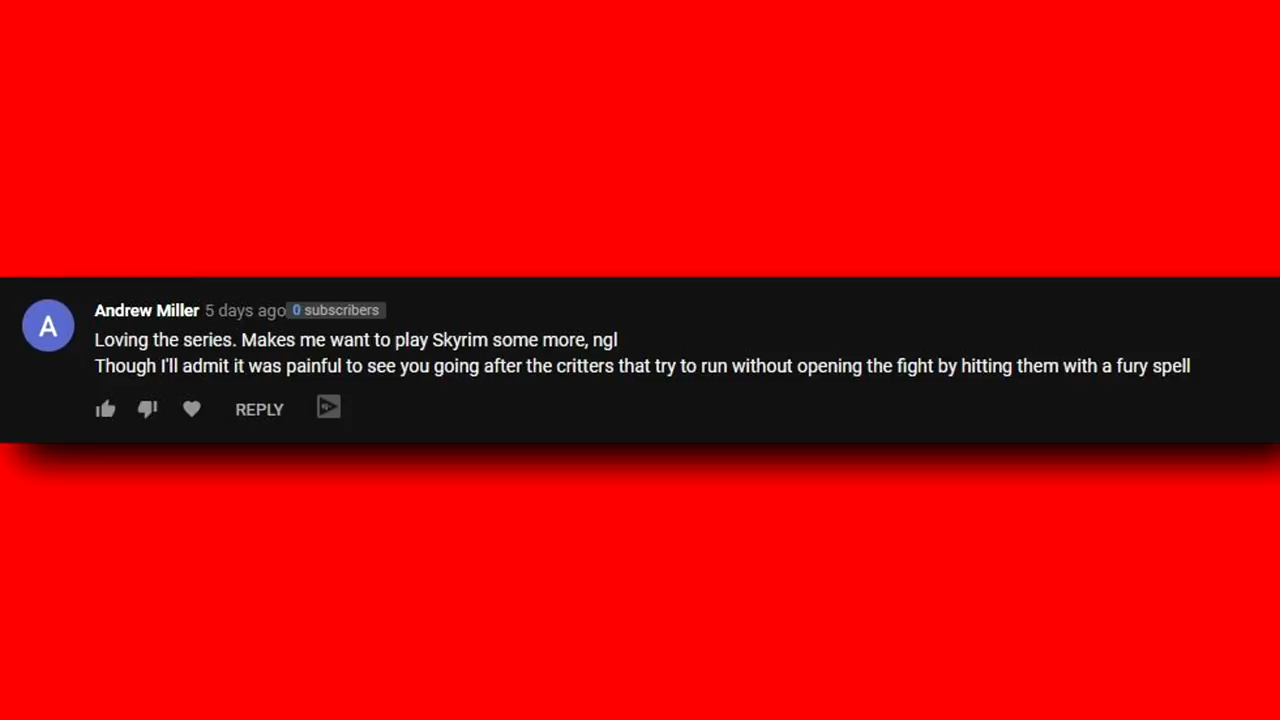 A
Andrew Miller 5 days ago 0 subscribers
Loving the series. Makes me want to play Skyrim some more, ngl
Though I'll admit it was painful to see you going after the critters that try to run without opening the fight by hitting them with a fury spell
REPLY